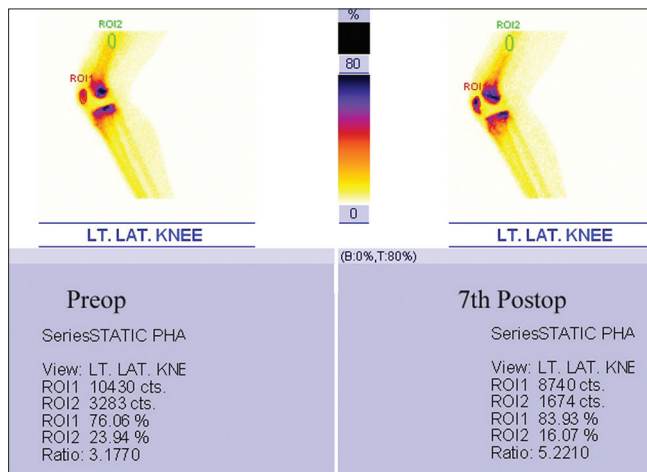 ROI2
ROI1
LT. LAT. KNEE
%
80
0
(B:0%,T:80%)
ROI2
ROI
LT. LAT. KNEE
Preop
SeriesSTATIC PHA
View: LT. LAT. KNE
ROI1 10430 cts.
ROI2 3283 cts.
ROI1 76.06 %
ROI2 23.94 %
Ratio: 3.1770
7th Postop
SeriesSTATIC PHA
View: LT. LAT. KNE
ROI1 8740 cts.
ROI2 1674 cts.
ROI1 83.93 %
ROI2 16.07 %
Ratio: 5.2210